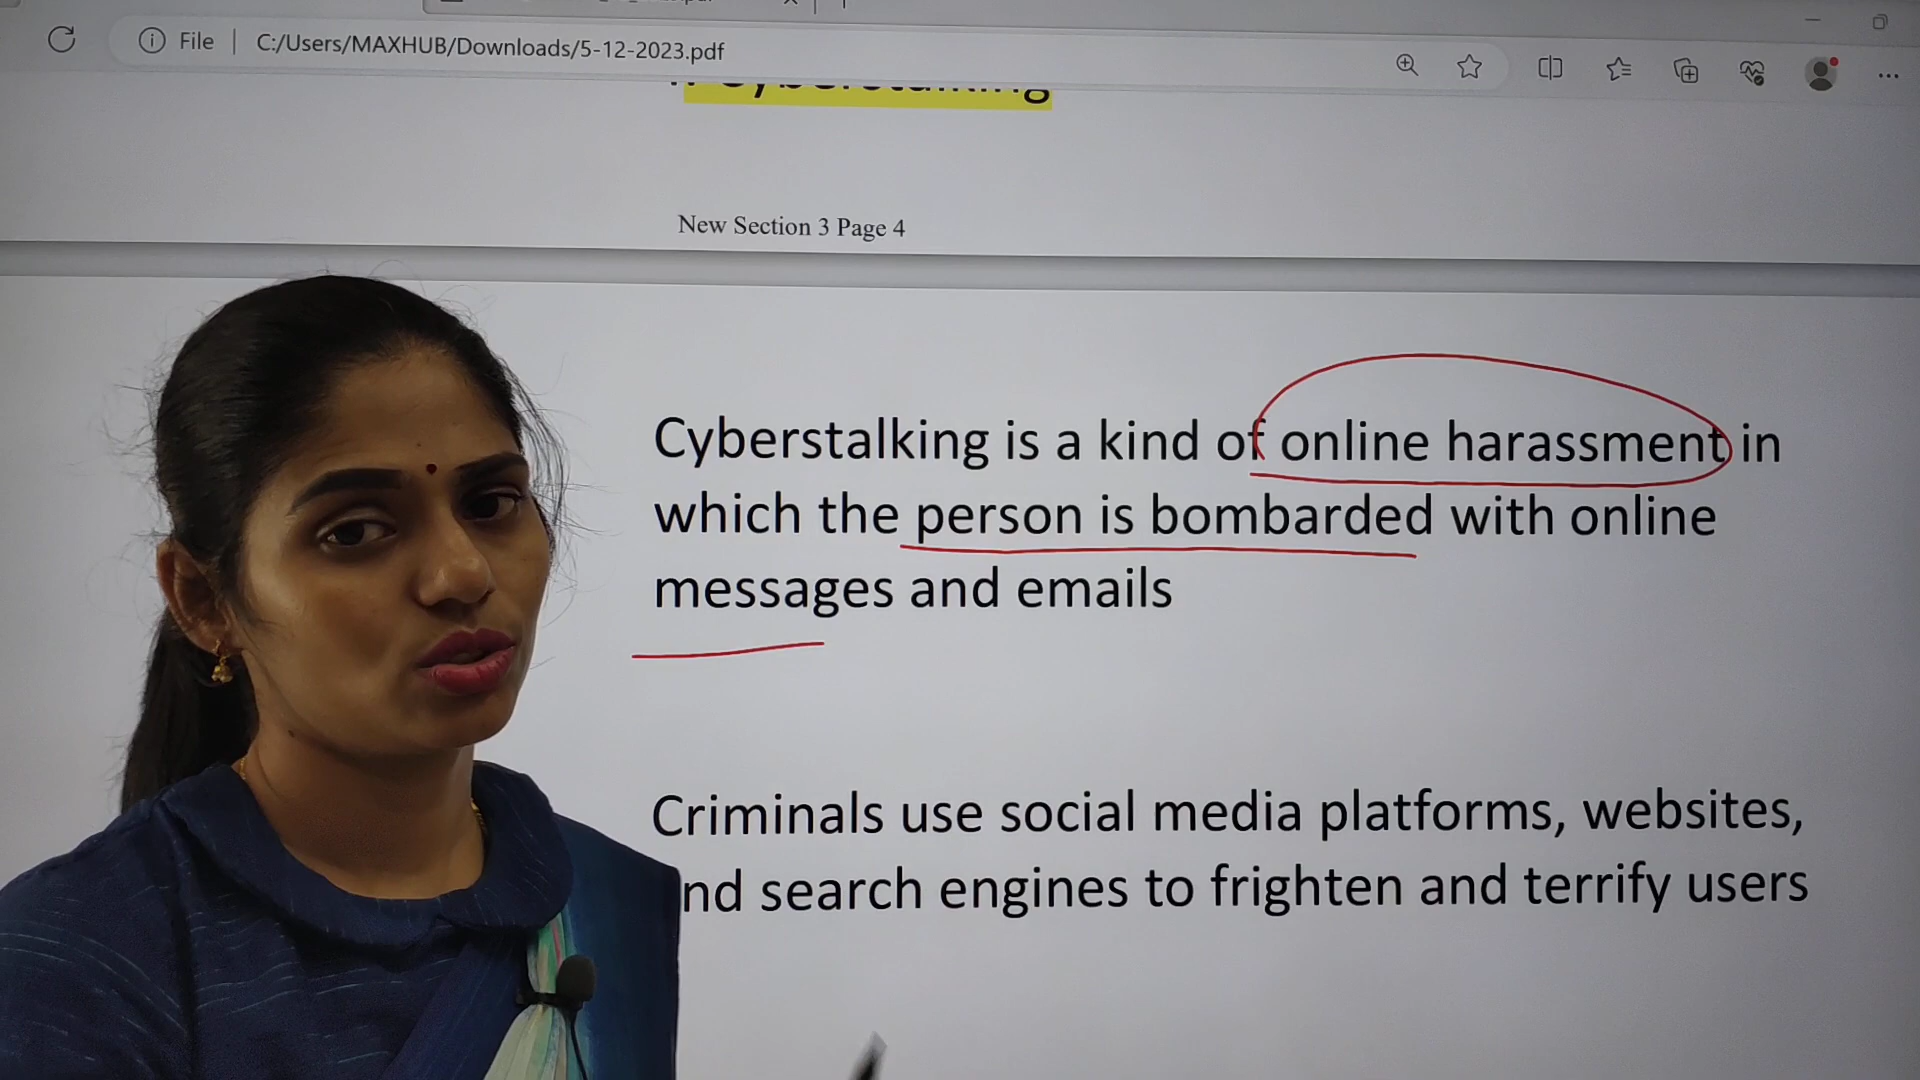 File C:/Users/MAXHUB/Downloads/5-12-2023.pdf
Cyberstalking
New Section 3 Page 4
Cyberstalking is a kind of online harassment in
which the person is bombarded with online
messages and emails
Criminals use social media platforms, websites,
nd search engines to frighten and terrify users